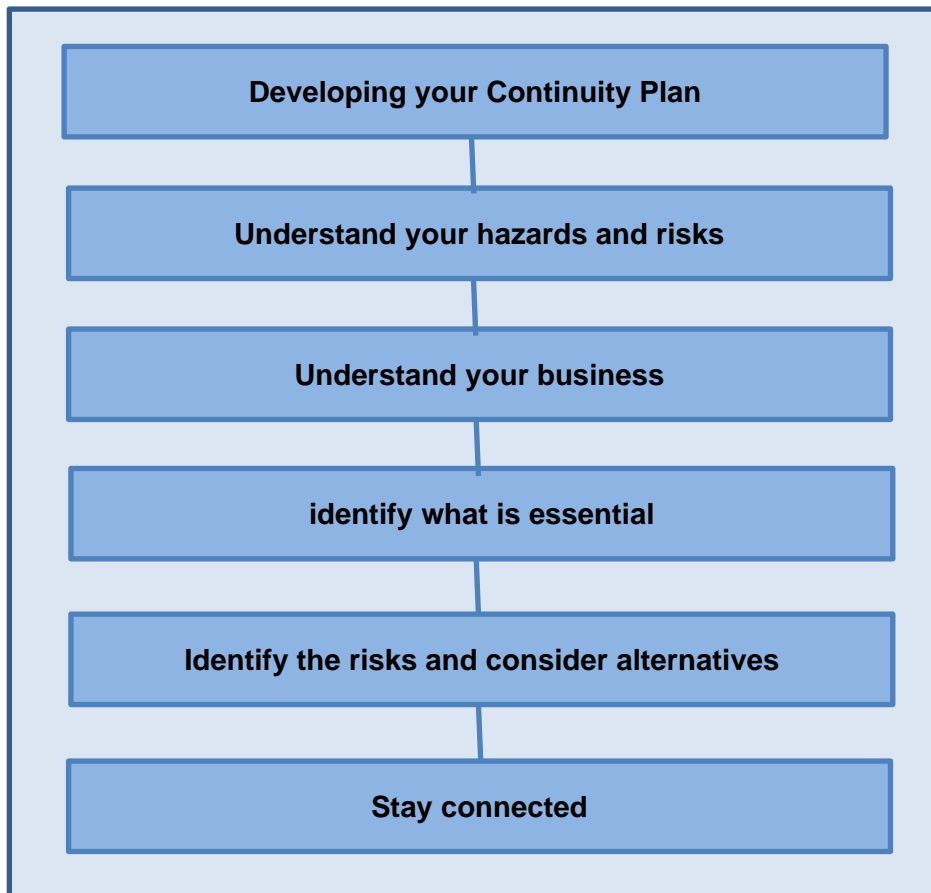 Developing your Continuity Plan
Understand your hazards and risks
Understand your business
identify what is essential
Identify the risks and consider alternatives
Stay connected